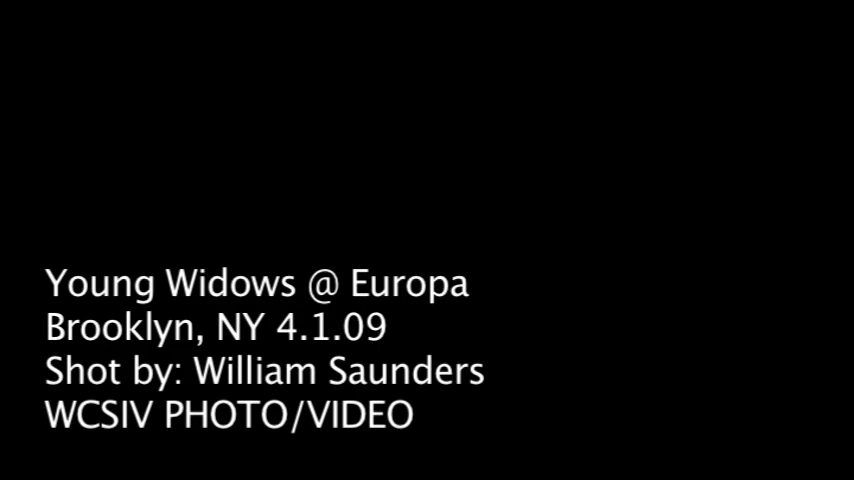 Young Widows @ Europa
Brooklyn, NY 4.1.09
Shot by: William Saunders
WCSIV PHOTO/VIDEO